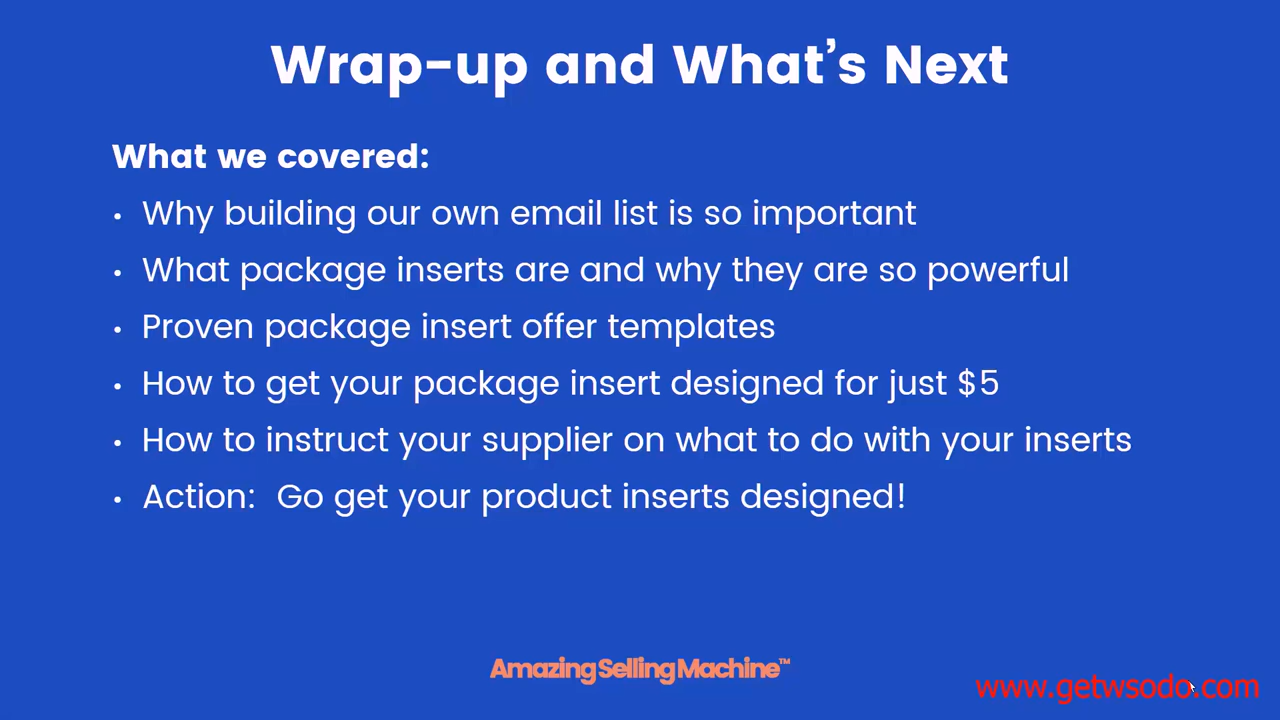 Wrap-up and What’s Next
What we covered:
• Why building our own email list is so important
• What package inserts are and why they are so powerful
• Proven package insert offer templates
• How to get your package insert designed for just $5
• How to instruct your supplier on what to do with your inserts
• Action:  Go get your product inserts designed!
Amazing Selling Machine™
www.getwsodo.com